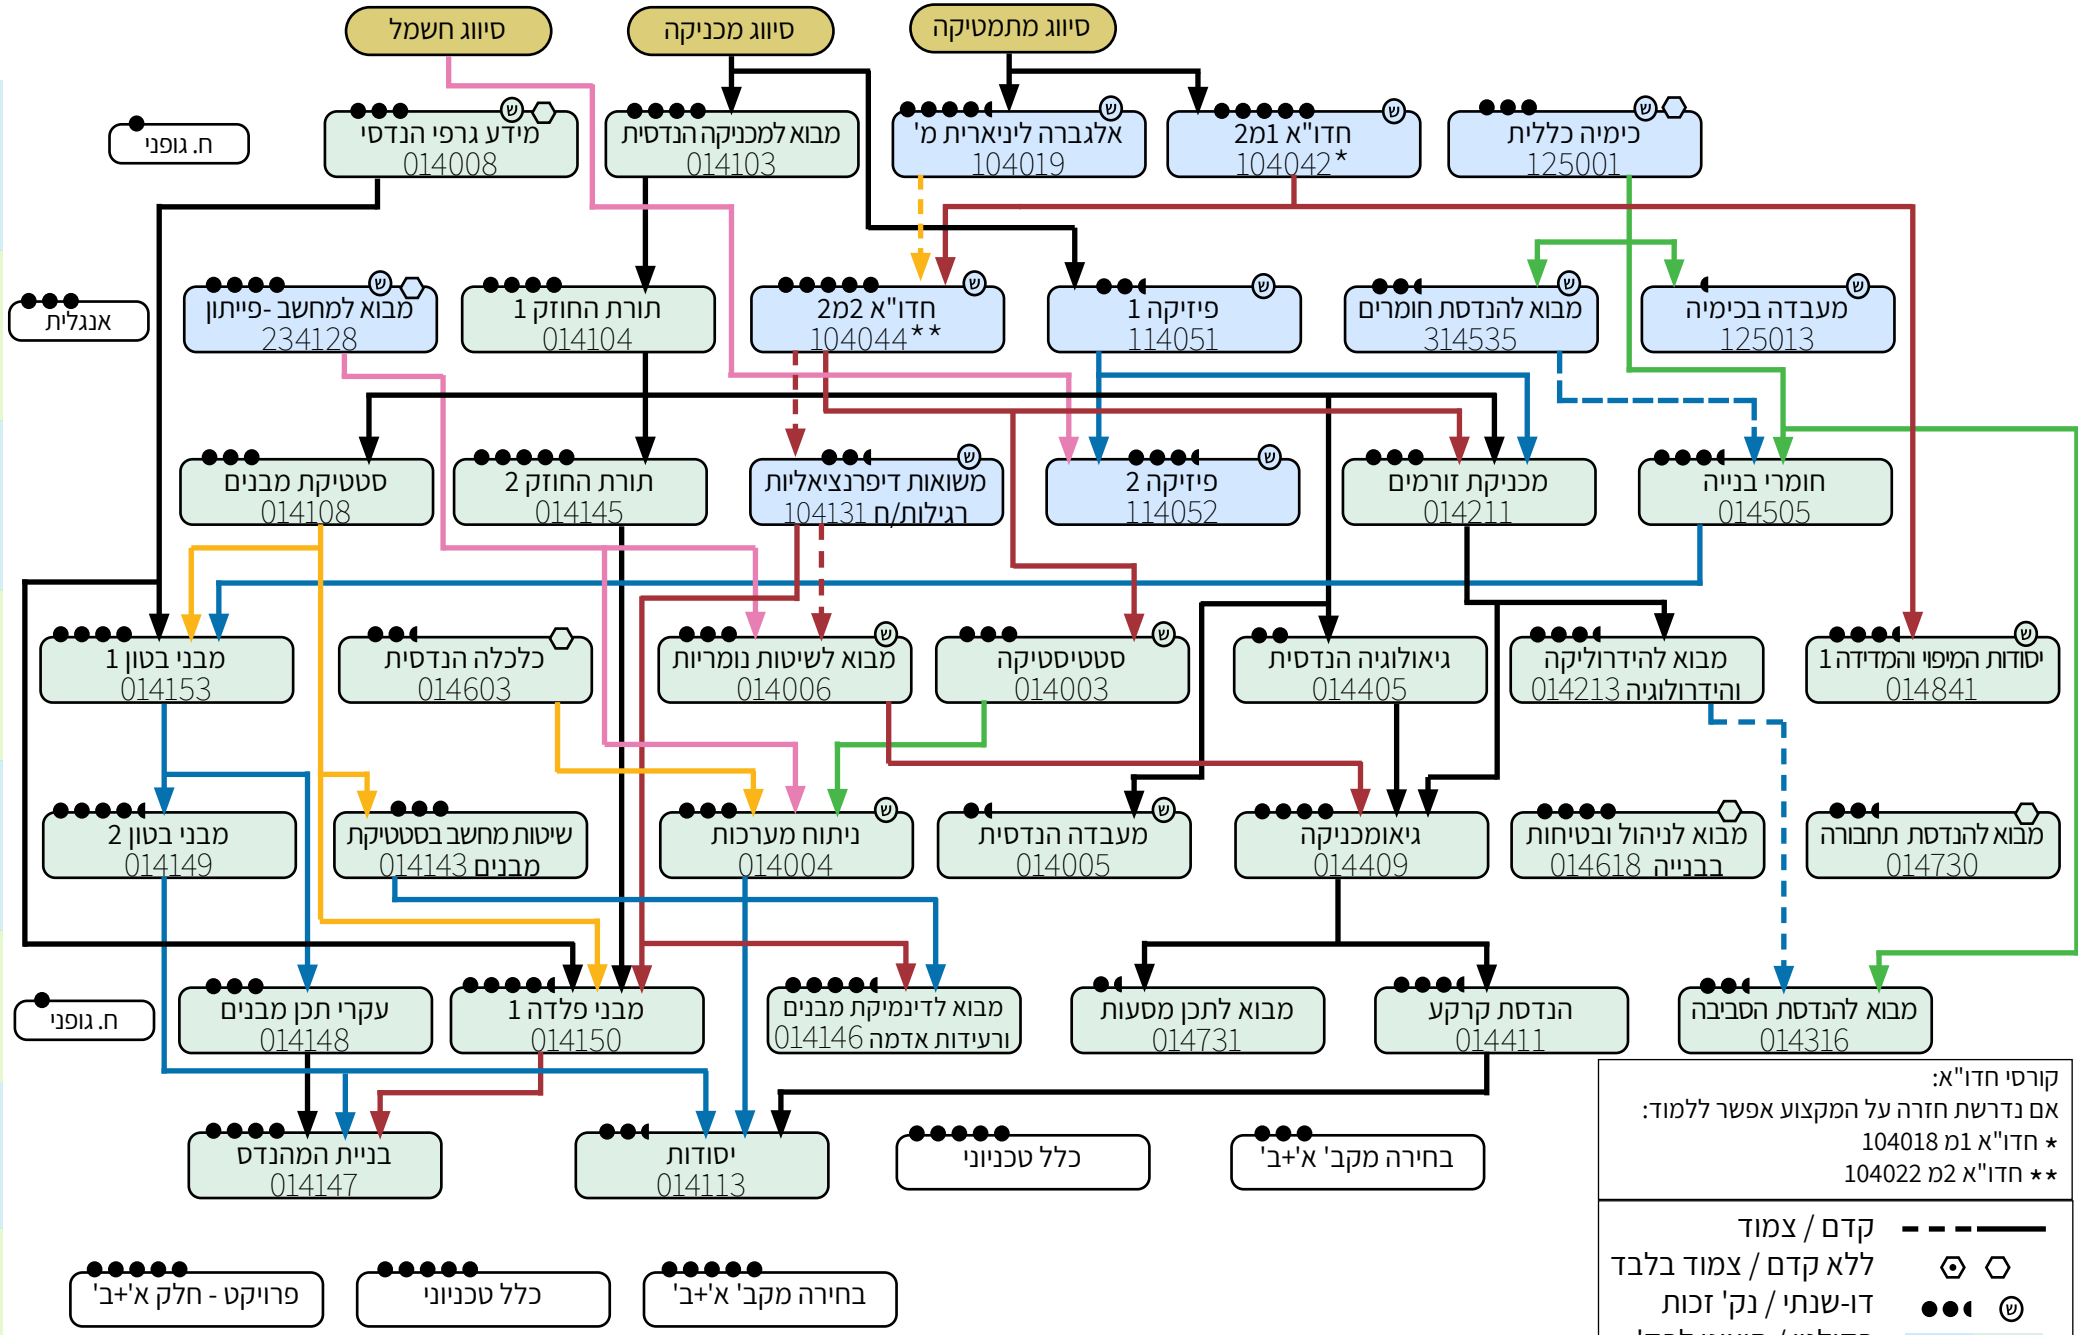 סיווג מתמטיקה
סיווג מכניקה
סיווג חשמל
כימיה כללית
125001
חדו"א 1מ2
104042*
אלגברה ליניארית מ'
104019
מבוא למכניקה הנדסית
014103
מידע גרפי הנדסי
014008
ח. גופני
מעבדה בכימיה
125013
מבוא להנדסת חומרים
314535
פיזיקה 1
114051
חדו"א 2מ2
104044**
תורת החוזק 1
014104
מבוא למחשב -פייתון
234128
אנגלית
חומרי בנייה
014505
מכניקת זורמים
014211
פיזיקה 2
114052
משואות דיפרנציאליות
רגילות/ח 104131
תורת החוזק 2
014145
סטטיקת מבנים
014108
יסודות המיפוי והמדידה 1
014841
מבוא להידרוליקה
והידרולוגיה 014213
גיאולוגיה הנדסית
014405
סטטיסטיקה
014003
מבוא לשיטות נומריות
014006
כלכלה הנדסית
014603
מבני בטון 1
014153
מבוא להנדסת תחבורה
014730
מבוא לניהול ובטיחות
בבנייה 014618
גיאומכניקה
014409
מעבדה הנדסית
014005
ניתוח מערכות
014004
שיטות מחשב בסטטיקת
מבנים 014143
מבני בטון 2
014149
מבוא להנדסת הסביבה
014316
הנדסת קרקע
014411
מבוא לתכן מסעות
014731
מבוא לדינמיקת מבנים
ורעידות אדמה 014146
מבני פלדה 1
014150
עקרי תכן מבנים
014148
ח. גופני
בחירה מקב' א'+ב'
כלל טכניוני
יסודות
014113
בניית המהנדס
014147
בחירה מקב' א'+ב'
כלל טכניוני
פרויקט - חלק א'+ב'
קורסי חדו"א:
אם נדרשת חזרה על המקצוע אפשר ללמוד:
* חדו"א 1מ 104018
** חדו"א 2מ 104022
קדם / צמוד
ללא קדם / צמוד בלבד
דו-שנתי / נק' זכות
ש